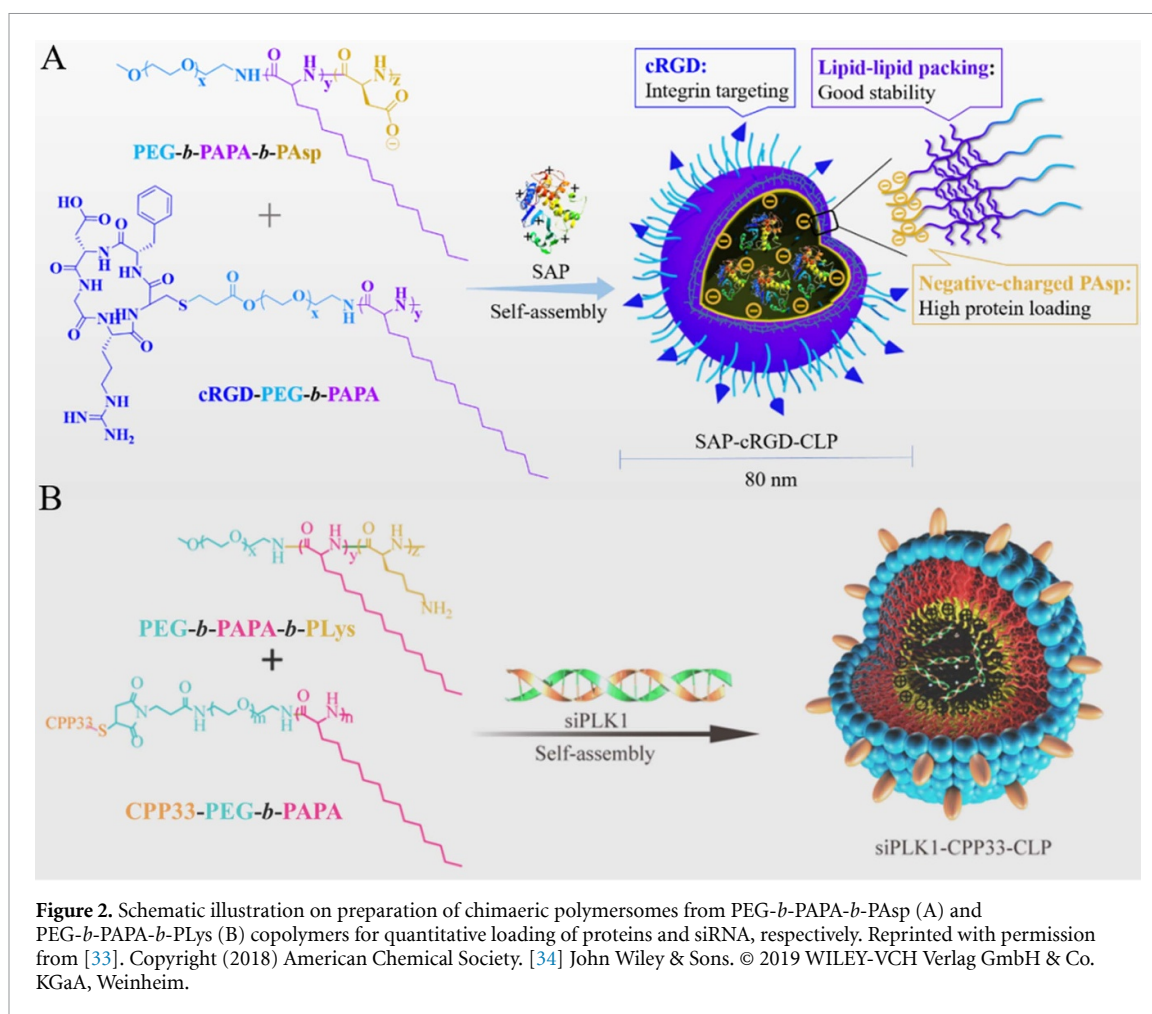 A
cRGD:
Integrin targeting
Lipid-lipid packing:
Good stability
PEG-b-PAPA-b-PAsp
+
SAP
Self-assembly
Negative-charged PAsp:
High protein loading
cRGD-PEG-b-PAPA
SAP-cRGD-CLP
80 nm
B
PEG-b-PAPA-b-PLys
+
siPLK1
Self-assembly
CPP33
CPP33-PEG-b-PAPA
siPLK1-CPP33-CLP
Figure 2. Schematic illustration on preparation of chimaeric polymersomes from PEG-b-PAPA-b-PAsp (A) and
PEG-b-PAPA-b-PLys (B) copolymers for quantitative loading of proteins and siRNA, respectively. Reprinted with permission
from [33]. Copyright (2018) American Chemical Society. [34] John Wiley & Sons. © 2019 WILEY-VCH Verlag GmbH & Co.
KGaA, Weinheim.